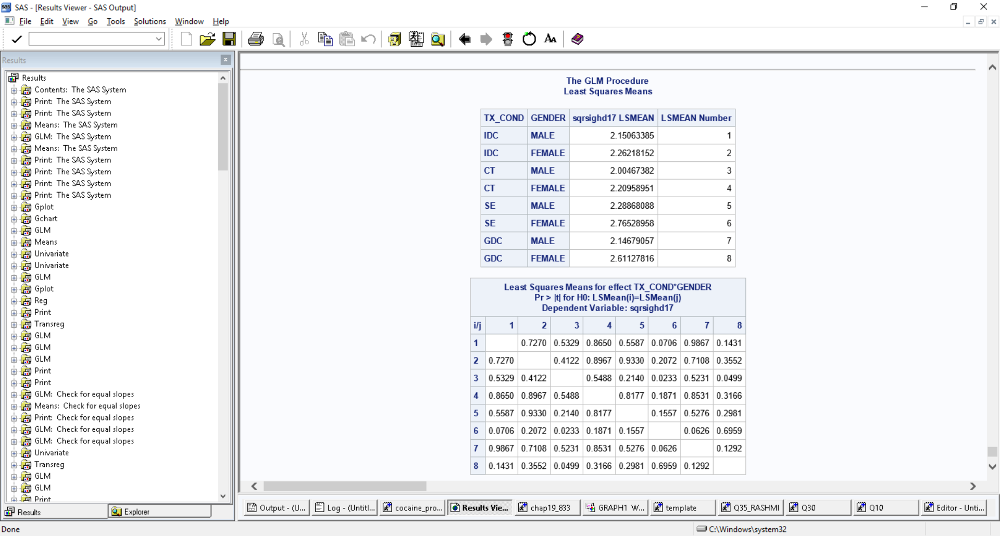 SAS - [Results Viewer - SAS Output]
File Edit View Go Tools Solutions Window Help
Results
Results
Contents: The SAS System
Print: The SAS System
Print: The SAS System
Means: The SAS System
GLM: The SAS System
Means: The SAS System
Print: The SAS System
Print: The SAS System
Print: The SAS System
Print: The SAS System
Gplot
Gchart
GLM
Means
Univariate
Univariate
GLM
Gplot
Reg
Print
Transreg
GLM
GLM
GLM
Print
Print
GLM: Check for equal slopes
Means: Check for equal slopes
Print: Check for equal slopes
GLM: Check for equal slopes
GLM: Check for equal slopes
Univariate
Transreg
GLM
GLM
Print
Results Explorer
The GLM Procedure
Least Squares Means
TX_COND GENDER sqrsighd17 LSMEAN LSMEAN Number
IDC MALE 2.15063385 1
IDC FEMALE 2.26218152 2
CT MALE 2.00467382 3
CT FEMALE 2.20958951 4
SE MALE 2.28868088 5
SE FEMALE 2.76528958 6
GDC MALE 2.14679057 7
GDC FEMALE 2.61127816 8
Least Squares Means for effect TX_COND*GENDER
Pr > |t| for H0: LSMean(i)=LSMean(j)
Dependent Variable: sqrsighd17
i/j 1 2 3 4 5 6 7 8
1 0.7270 0.5329 0.8650 0.5587 0.0706 0.9867 0.1431
2 0.7270 0.4122 0.8967 0.9330 0.2072 0.7108 0.3552
3 0.5329 0.4122 0.5488 0.2140 0.0233 0.5231 0.0499
4 0.8650 0.8967 0.5488 0.8177 0.1871 0.8531 0.3166
5 0.5587 0.9330 0.2140 0.8177 0.1557 0.5276 0.2981
6 0.0706 0.2072 0.0233 0.1871 0.1557 0.0626 0.6959
7 0.9867 0.7108 0.5231 0.8531 0.5276 0.0626 0.1292
8 0.1431 0.3552 0.0499 0.3166 0.2981 0.6959 0.1292
Output - (U... Log - (Untitl... cocaine_pro... Results Vie... chap19_833 GRAPH1 W... template Q35_RASHMI Q30 Q10 Editor - Unti...
Done C:\Windows\system32